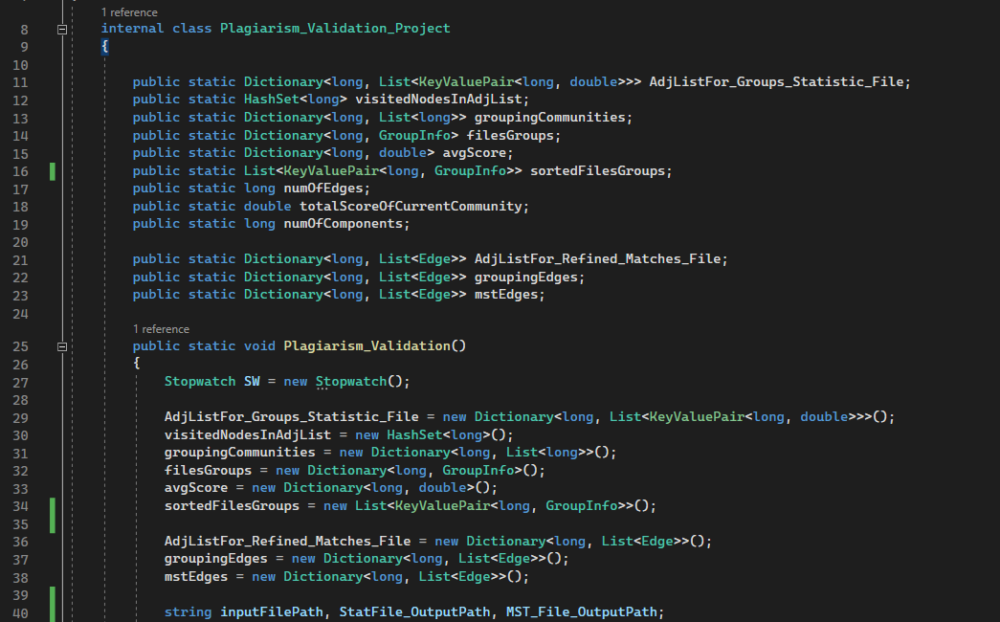 1 reference
8 internal class Plagiarism_Validation_Project
9 {
10
11 public static Dictionary<long, List<KeyValuePair<long, double>>> AdjListFor_Groups_Statistic_File;
12 public static HashSet<long> visitedNodesInAdjList;
13 public static Dictionary<long, List<long>> groupingCommunities;
14 public static Dictionary<long, GroupInfo> filesGroups;
15 public static Dictionary<long, double> avgScore;
16 public static List<KeyValuePair<long, GroupInfo>> sortedFilesGroups;
17 public static long numOfEdges;
18 public static double totalScoreOfCurrentCommunity;
19 public static long numOfComponents;
20
21 public static Dictionary<long, List<Edge>> AdjListFor_Refined_Matches_File;
22 public static Dictionary<long, List<Edge>> groupingEdges;
23 public static Dictionary<long, List<Edge>> mstEdges;
24
1 reference
25 public static void Plagiarism_Validation()
26 {
27 Stopwatch SW = new Stopwatch();
28
29 AdjListFor_Groups_Statistic_File = new Dictionary<long, List<KeyValuePair<long, double>>>();
30 visitedNodesInAdjList = new HashSet<long>();
31 groupingCommunities = new Dictionary<long, List<long>>();
32 filesGroups = new Dictionary<long, GroupInfo>();
33 avgScore = new Dictionary<long, double>();
34 sortedFilesGroups = new List<KeyValuePair<long, GroupInfo>>();
35
36 AdjListFor_Refined_Matches_File = new Dictionary<long, List<Edge>>();
37 groupingEdges = new Dictionary<long, List<Edge>>();
38 mstEdges = new Dictionary<long, List<Edge>>();
39
40 string inputFilePath, StatFile_OutputPath, MST_File_OutputPath;